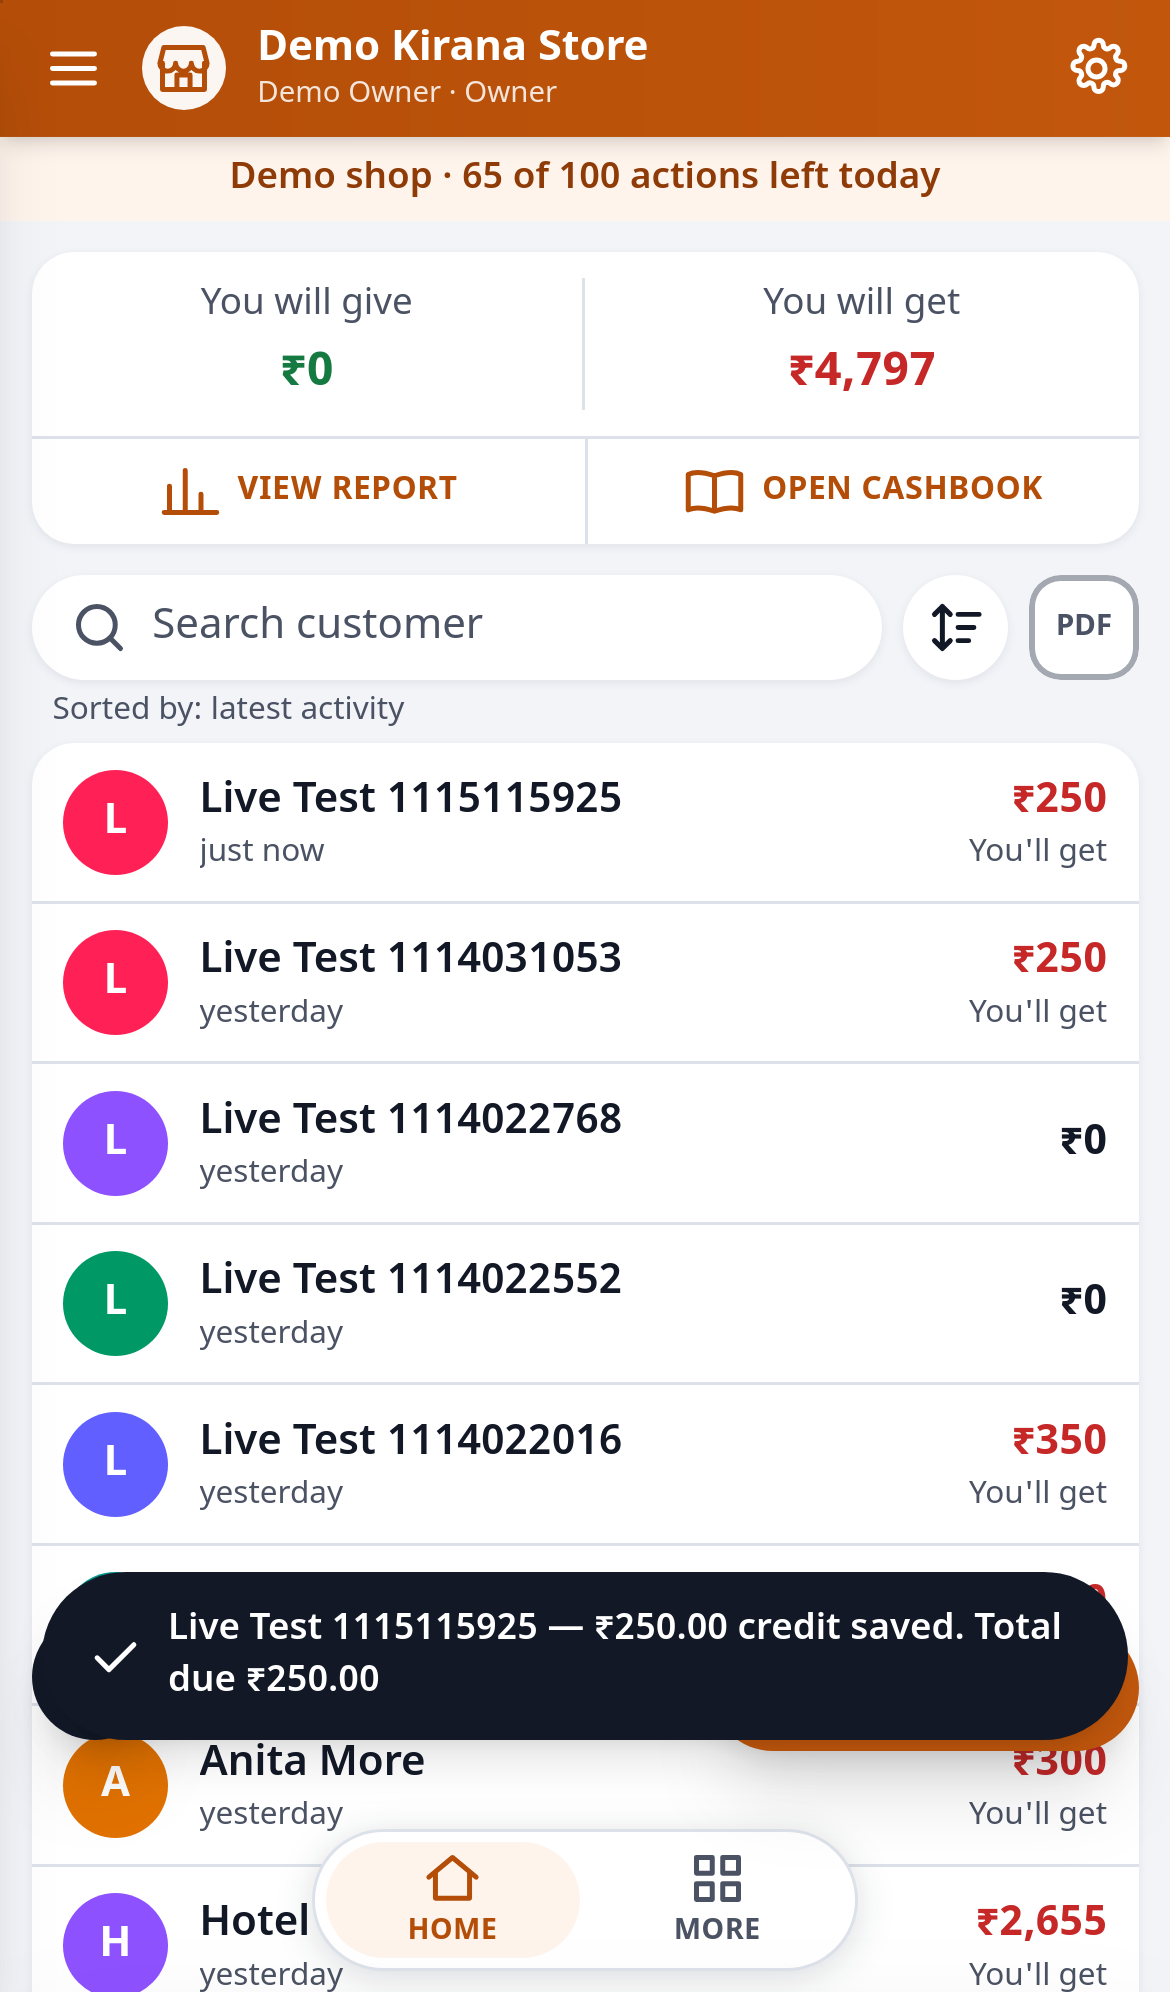 Demo Kirana Store
Demo Owner · Owner
Demo shop · 65 of 100 actions left today
You will give
₹0
You will get
₹4,797
VIEW REPORT
OPEN CASHBOOK
Search customer
PDF
Sorted by: latest activity
L
Live Test 1115115925
₹250
just now
You'll get
L
Live Test 1114031053
₹250
yesterday
You'll get
L
Live Test 1114022768
₹0
yesterday
L
Live Test 1114022552
₹0
yesterday
L
Live Test 1114022016
₹350
yesterday
You'll get
Live Test 1115115925 — ₹250.00 credit saved. Total
due ₹250.00
A
Anita More
₹300
yesterday
You'll get
HOME
MORE
H
Hotel
₹2,655
yesterday
You'll get